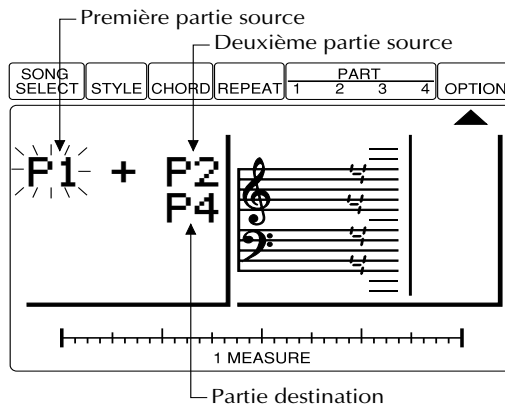 Première partie source
Deuxième partie source
SONG SELECT STYLE CHORD REPEAT PART 1 2 3 4 OPTION
P1 + P2
P4
1 MEASURE
Partie destination